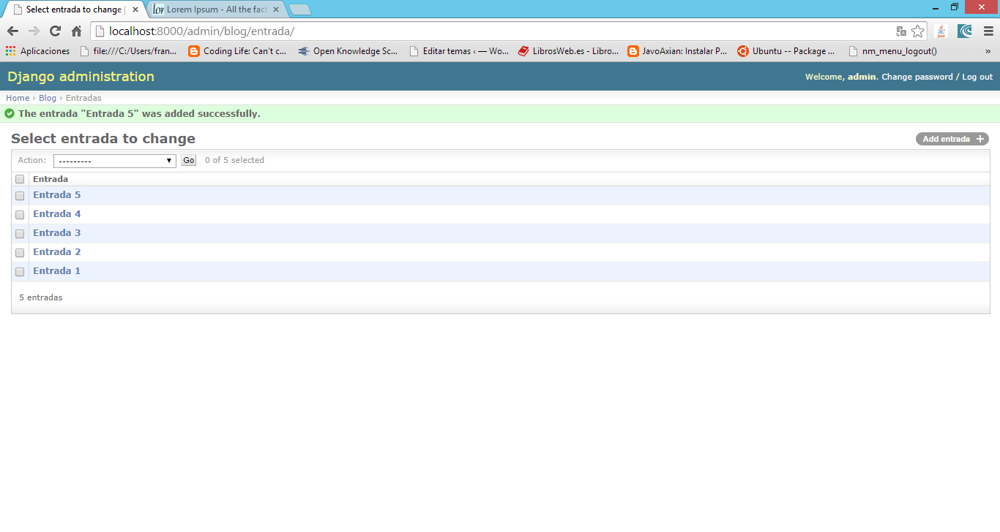 Select entrada to change |
Lorem Ipsum - All the fact
localhost:8000/admin/blog/entrada/
Aplicaciones
file:///C:/Users/fran...
Coding Life: Can't c...
Open Knowledge Sc...
Editar temas ‹ — Wo...
LibrosWeb.es - Libro...
JavoAxian: Instalar P...
Ubuntu -- Package ...
nm_menu_logout()
»
Django administration
Welcome, admin. Change password / Log out
Home › Blog › Entradas
The entrada "Entrada 5" was added successfully.
Select entrada to change
Add entrada +
Action: --------- Go 0 of 5 selected
Entrada
Entrada 5
Entrada 4
Entrada 3
Entrada 2
Entrada 1
5 entradas